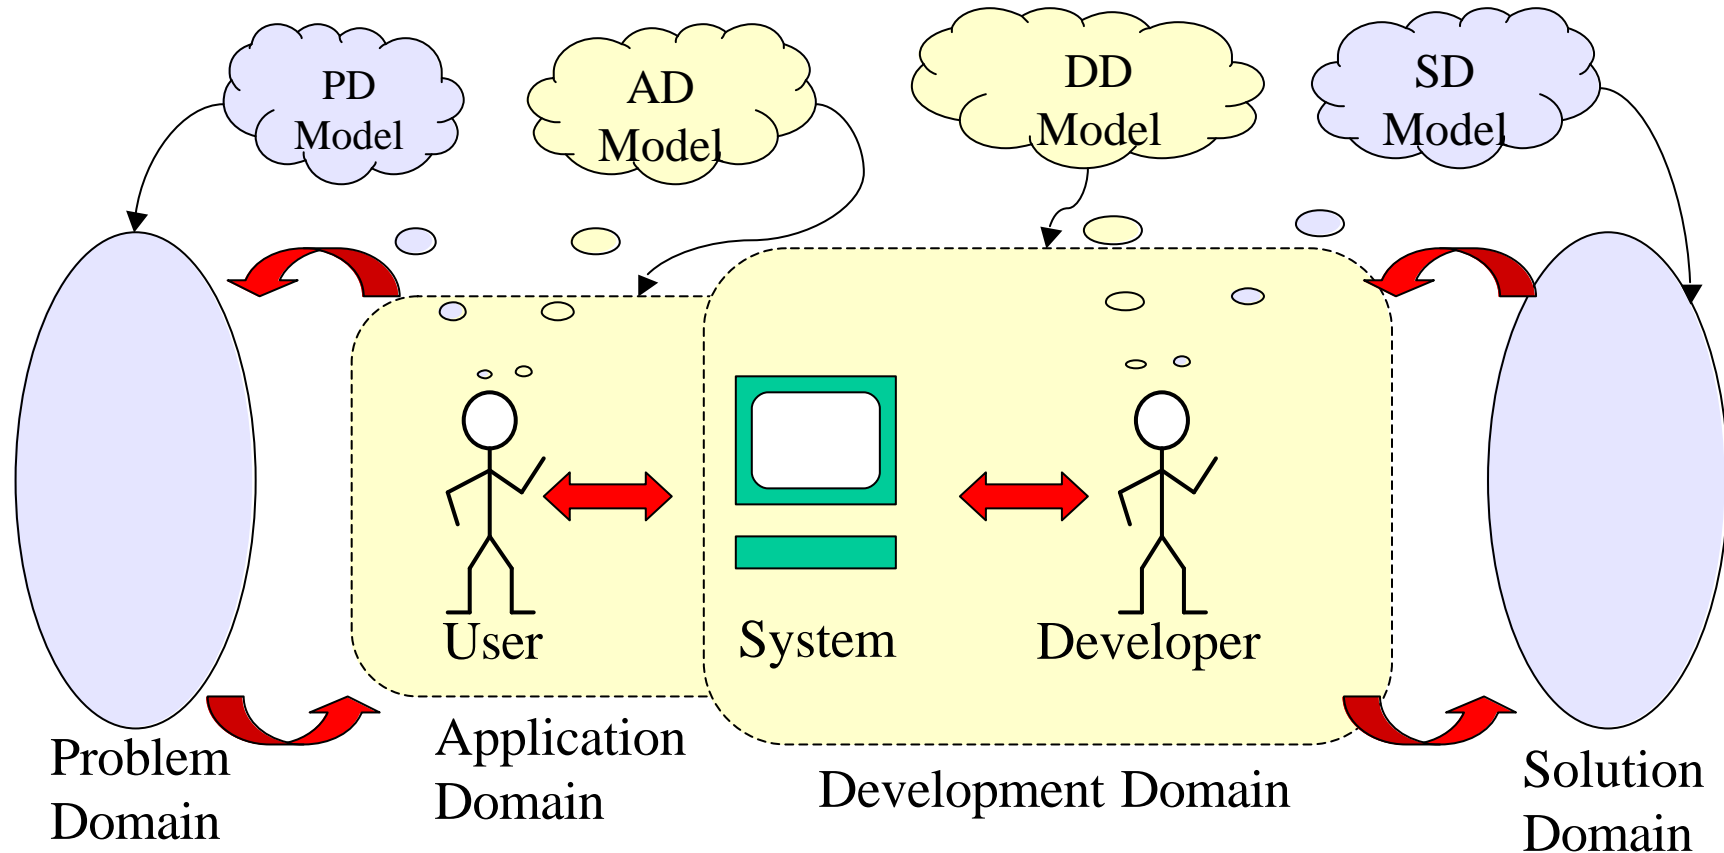 PD
Model
AD
Model
DD
Model
SD
Model
User
System
Developer
Problem
Domain
Application
Domain
Development Domain
Solution
Domain